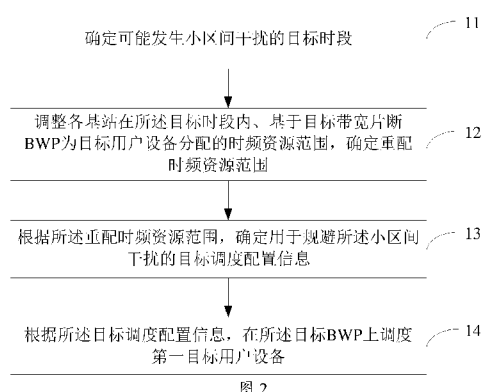 确定可能发生小区间干扰的目标时段
11
调整各基站在所述目标时段内、基于目标带宽片断
BWP为目标用户设备分配的时频资源范围，确定重配
时频资源范围
12
根据所述重配时频资源范围，确定用于规避所述小区间
干扰的目标调度配置信息
13
根据所述目标调度配置信息，在所述目标BWP上调度
第一目标用户设备
14
图 2